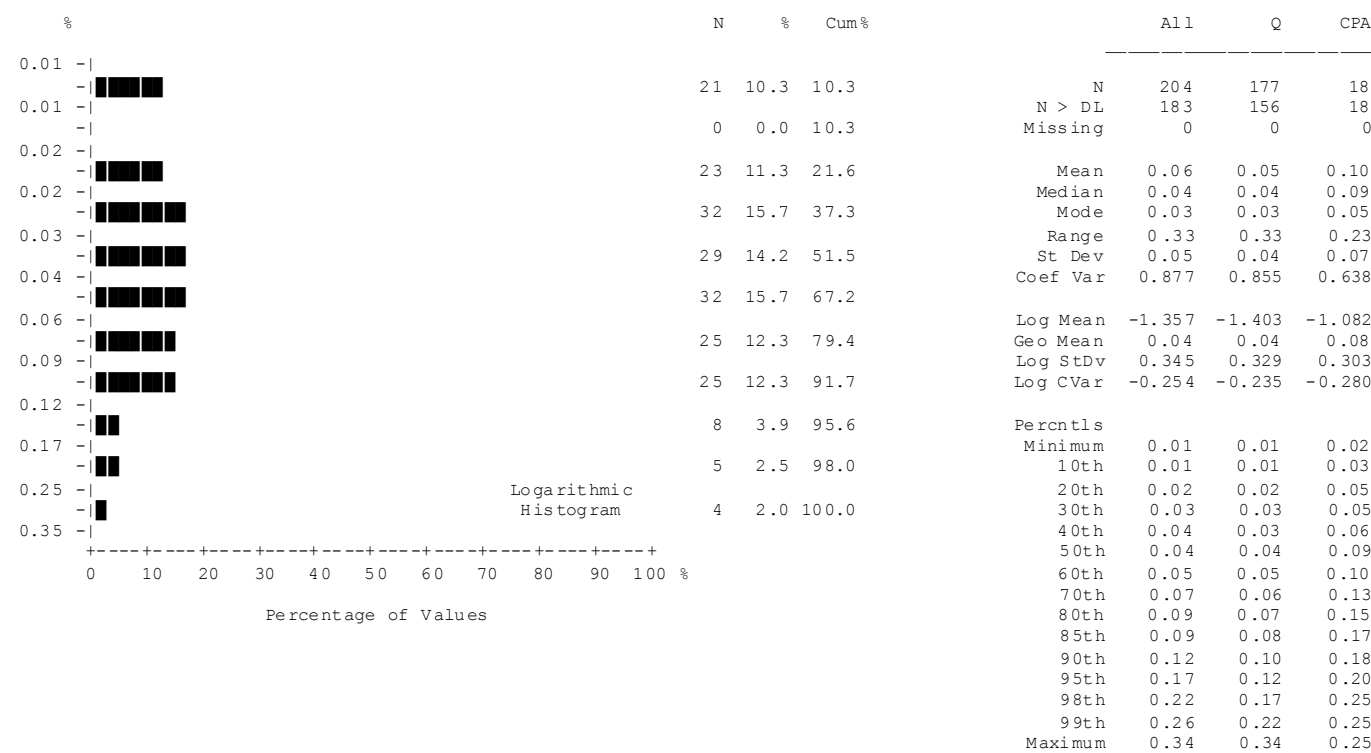 % N % Cum% All Q CPA
0.01 -|
-| 21 10.3 10.3 N 204 177 18
0.01 -| N > DL 183 156 18
-| 0 0.0 10.3 Missing 0 0 0
0.02 -|
-| 23 11.3 21.6 Mean 0.06 0.05 0.10
0.02 -| Median 0.04 0.04 0.09
-| 32 15.7 37.3 Mode 0.03 0.03 0.05
0.03 -| Range 0.33 0.33 0.23
-| 29 14.2 51.5 St Dev 0.05 0.04 0.07
0.04 -| Coef Var 0.877 0.855 0.638
-| 32 15.7 67.2
0.06 -| Log Mean -1.357 -1.403 -1.082
-| 25 12.3 79.4 Geo Mean 0.04 0.04 0.08
0.09 -| Log StDv 0.345 0.329 0.303
-| 25 12.3 91.7 Log CVar -0.254 -0.235 -0.280
0.12 -|
-| 8 3.9 95.6 Percntls
0.17 -| Minimum 0.01 0.01 0.02
-| 5 2.5 98.0 10th 0.01 0.01 0.03
0.25 -| Logarithmic 20th 0.02 0.02 0.05
-| Histogram 4 2.0 100.0 30th 0.03 0.03 0.05
0.35 -| 40th 0.04 0.03 0.06
+----+----+----+----+----+----+----+----+----+----+ 50th 0.04 0.04 0.09
0 10 20 30 40 50 60 70 80 90 100 % 60th 0.05 0.05 0.10
70th 0.07 0.06 0.13
Percentage of Values 80th 0.09 0.07 0.15
85th 0.09 0.08 0.17
90th 0.12 0.10 0.18
95th 0.17 0.12 0.20
98th 0.22 0.17 0.25
99th 0.26 0.22 0.25
Maximum 0.34 0.34 0.25